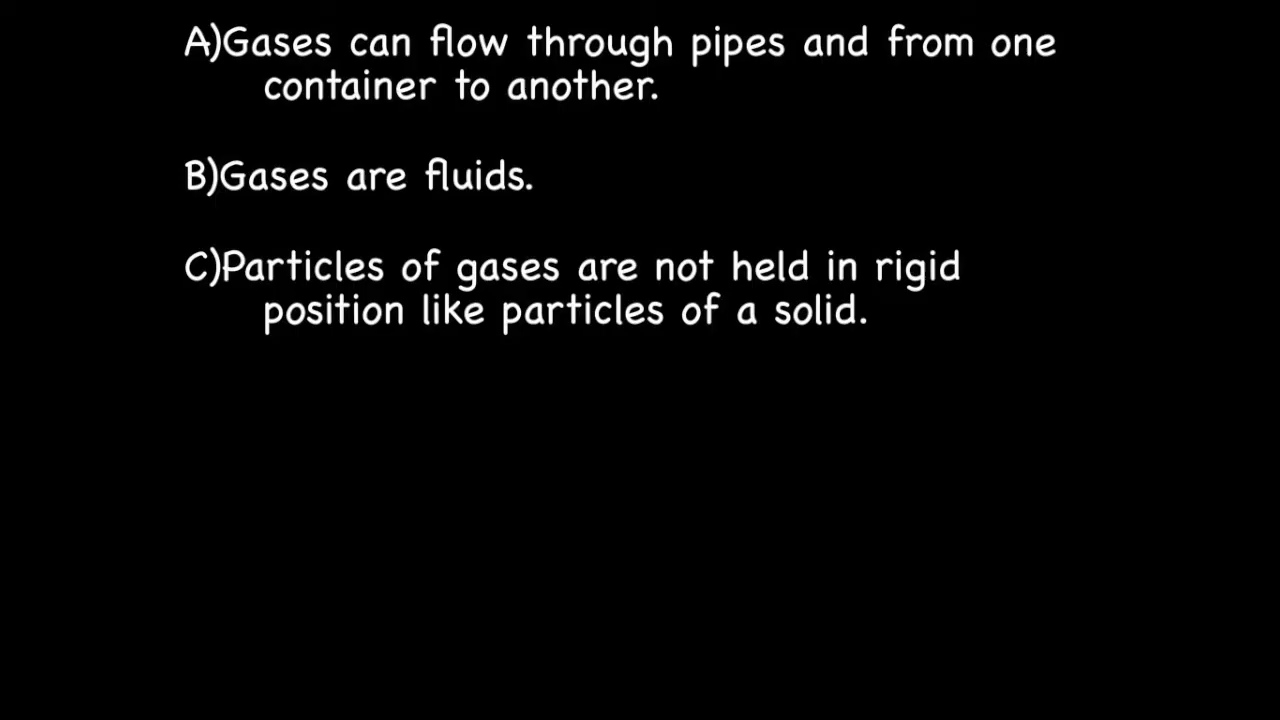 A)Gases can flow through pipes and from one
container to another.
B)Gases are fluids.
C)Particles of gases are not held in rigid
position like particles of a solid.